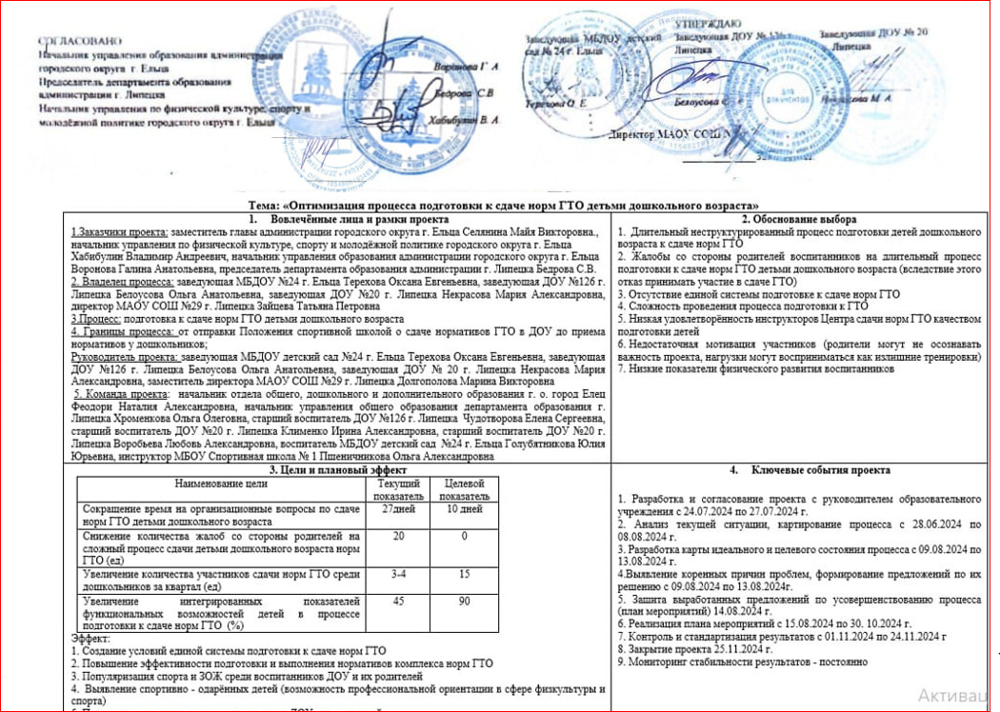 СОГЛАСОВАНО
Начальник управления образования администрации
городского округа г. Ельца
Председатель департамента образования
администрации г. Липецка
Начальник управления по физической культуре, спорту и
молодёжной политике городского округа г. Ельца
Воронова Г А
Бедрова С.В
Хабибулин В. А
УТВЕРЖДАЮ
Заведующая МБДОУ детский
сад № 24 г. Ельца
Терехова О. Е.
Заведующая ДОУ №
Липецка
Белоусова
Заведующая ДОУ № 20
Липецка
М. А
Директор МАОУ СОШ
Тема: «Оптимизация процесса подготовки к сдаче норм ГТО детьми дошкольного возраста»
1. Вовлечённые лица и рамки проекта
1.Заказчики проекта: заместитель главы администрации городского округа г. Ельца Селянина Майя Викторовна.,
начальник управления по физической культуре, спорту и молодёжной политике городского округа г. Ельца
Хабибулин Владимир Андреевич, начальник управления образования администрации городского округа г. Ельца
Воронова Галина Анатольевна, председатель департамента образования администрации г. Липецка Бедрова С.В.
2. Владелец процесса: заведующая МБДОУ №24 г. Ельца Терехова Оксана Евгеньевна, заведующая ДОУ №126 г.
Липецка Белоусова Ольга Анатольевна, заведующая ДОУ №20 г. Липецка Некрасова Мария Александровна,
директор МАОУ СОШ №29 г. Липецка Зайцева Татьяна Петровна
3.Процесс: подготовка к сдаче норм ГТО детьми дошкольного возраста
4. Границы процесса: от отправки Положения спортивной школой о сдаче нормативов ГТО в ДОУ до приема
нормативов у дошкольников;
Руководитель проекта: заведующая МБДОУ детский сад №24 г. Ельца Терехова Оксана Евгеньевна, заведующая
ДОУ №126 г. Липецка Белоусова Ольга Анатольевна, заведующая ДОУ № 20 г. Липецка Некрасова Мария
Александровна, заместитель директора МАОУ СОШ №29 г. Липецка Долгополова Марина Викторовна
5. Команда проекта: начальник отдела общего, дошкольного и дополнительного образования г. о. город Елец
Феодори Наталия Александровна, начальник управления общего образования департамента образования г.
Липецка Хроменкова Ольга Олеговна, старший воспитатель ДОУ №126 г. Липецка Чудотворова Елена Сергеевна,
старший воспитатель ДОУ №20 г. Липецка Клименко Ирина Александровна, старший воспитатель ДОУ №20 г.
Липецка Воробьева Любовь Александровна, воспитатель МБДОУ детский сад №24 г. Ельца Голубятникова Юлия
Юрьевна, инструктор МБОУ Спортивная школа № 1 Пшеничникова Ольга Александровна
2. Обоснование выбора
1. Длительный неструктурированный процесс подготовки детей дошкольного
возраста к сдаче норм ГТО
2. Жалобы со стороны родителей воспитанников на длительный процесс
подготовки к сдаче норм ГТО детьми дошкольного возраста (вследствие этого
отказ принимать участие в сдаче ГТО)
3. Отсутствие единой системы подготовке к сдаче норм ГТО
4. Сложность проведения процесса подготовки к ГТО
5. Низкая удовлетворённость инструкторов Центра сдачи норм ГТО качеством
подготовки детей
6. Недостаточная мотивация участников (родители могут не осознавать
важность проекта, нагрузки могут восприниматься как излишние тренировки)
7. Низкие показатели физического развития воспитанников
3. Цели и плановый эффект
Наименование цели Текущий показатель Целевой показатель
Сокращение время на организационные вопросы по сдаче 27дней 10 дней
норм ГТО детьми дошкольного возраста
Снижение количества жалоб со стороны родителей на 20 0
сложный процесс сдачи детьми дошкольного возраста норм
ГТО (ед)
Увеличение количества участников сдачи норм ГТО среди 3-4 15
дошкольников за квартал (ед)
Увеличение интегрированных показателей 45 90
функциональных возможностей детей в процессе
подготовки к сдаче норм ГТО (%)
Эффект:
1. Создание условий единой системы подготовки к сдаче норм ГТО
2. Повышение эффективности подготовки и выполнения нормативов комплекса норм ГТО
3. Популяризация спорта и ЗОЖ среди воспитанников ДОУ и их родителей
4. Выявление спортивно - одарённых детей (возможность профессиональной ориентации в сфере физкультуры и
спорта)
4. Ключевые события проекта
1. Разработка и согласование проекта с руководителем образовательного
учреждения с 24.07.2024 по 27.07.2024 г.
2. Анализ текущей ситуации, картирование процесса с 28.06.2024 по
08.08.2024 г.
3. Разработка карты идеального и целевого состояния процесса с 09.08.2024 по
13.08.2024 г.
4.Выявление коренных причин проблем, формирование предложений по их
решению с 09.08.2024 по 13.08.2024г.
5. Защита выработанных предложений по усовершенствованию процесса
(план мероприятий) 14.08.2024 г.
6. Реализация плана мероприятий с 15.08.2024 по 30. 10.2024 г.
7. Контроль и стандартизация результатов с 01.11.2024 по 24.11.2024 г
8. Закрытие проекта 25.11.2024 г.
9. Мониторинг стабильности результатов - постоянно
Активац